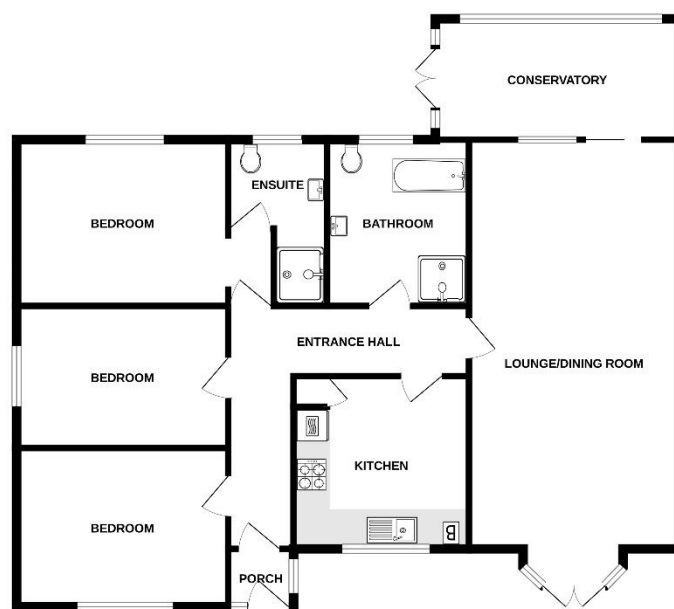 CONSERVATORY
ENSUITE
BEDROOM
BATHROOM
ENTRANCE HALL
LOUNGE/DINING ROOM
BEDROOM
KITCHEN
BEDROOM
B
PORCH